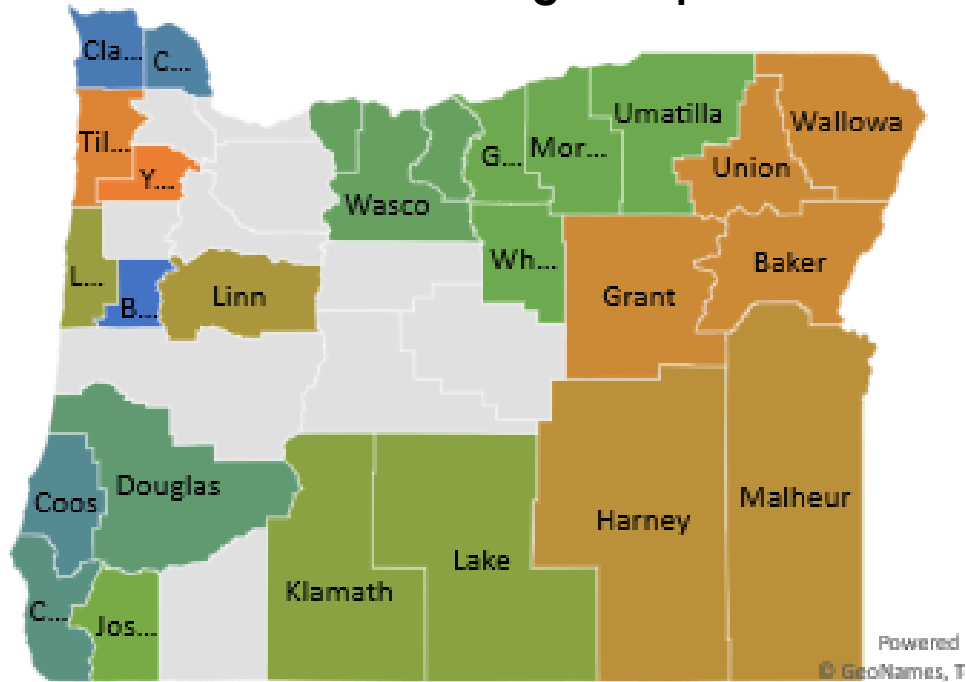 Cla...
C...
Til...
Y...
Umatilla
Wallowa
G...
Mor...
Union
Wasco
L...
B...
Linn
Wh...
Grant
Baker
Coos
Douglas
Harney
Malheur
C...
Jos...
Klamath
Lake
Powered
© GeoNames, T